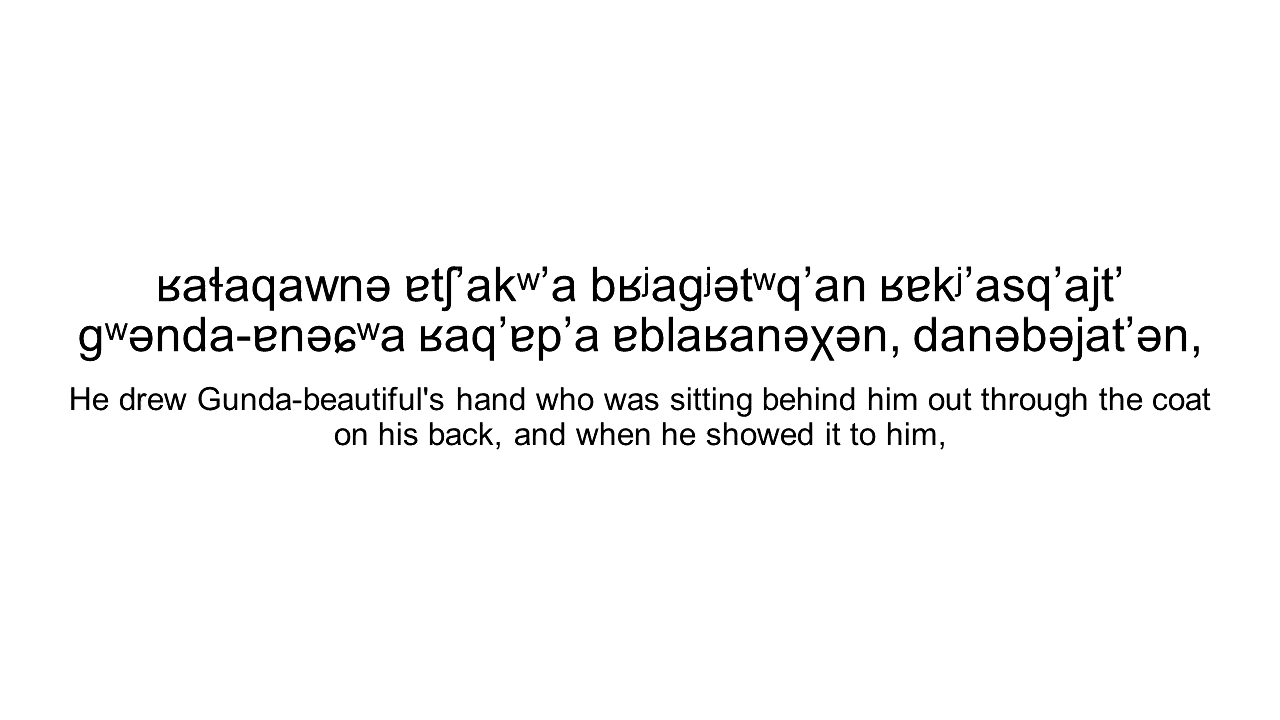 ʁaɬaqawnə ɐtʃʼakʷʼa bʁʲagʲətʷqʼan ʁɐkʲʼasqʼajtʼ
gʷəndа-ɐnəɕʷa ʁaqʼɐpʼa ɐblaʁanəχən, danəbəjatʼən,
He drew Gunda-beautiful's hand who was sitting behind him out through the coat
on his back, and when he showed it to him,